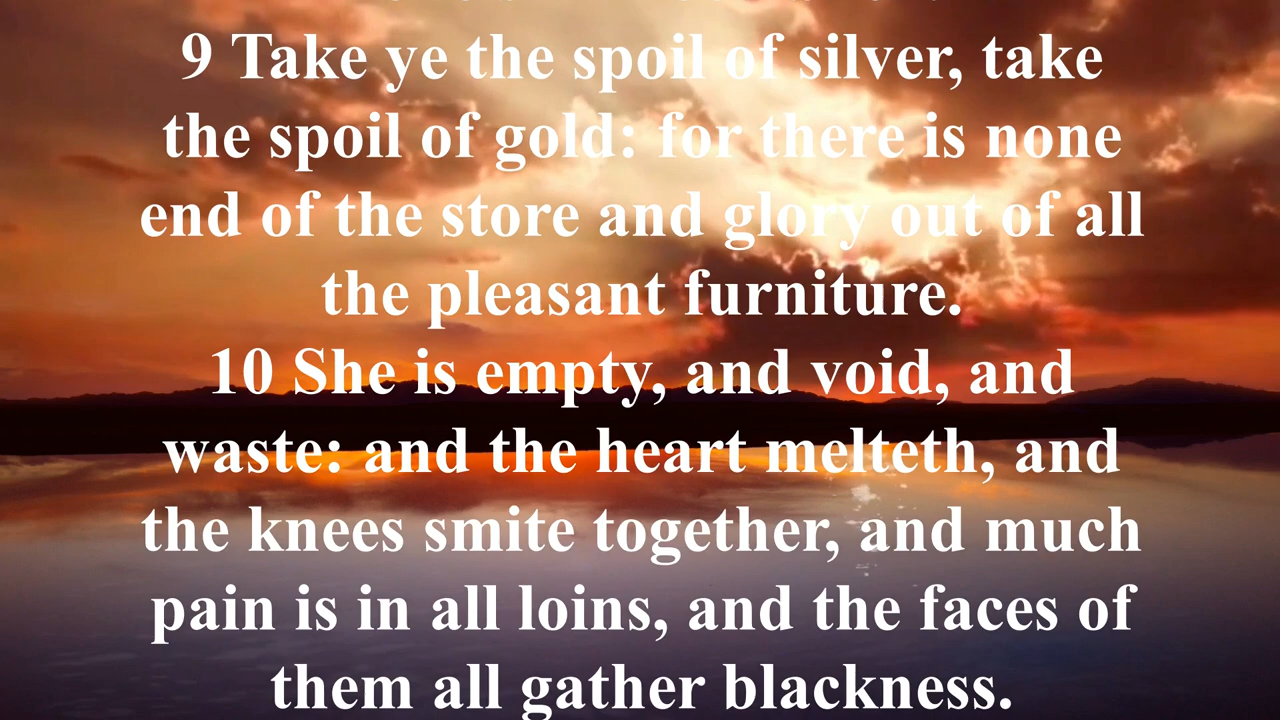 9 Take ye the spoil of silver, take
the spoil of gold: for there is none
end of the store and glory out of all
the pleasant furniture.
10 She is empty, and void, and
waste: and the heart melteth, and
the knees smite together, and much
pain is in all loins, and the faces of
them all gather blackness.